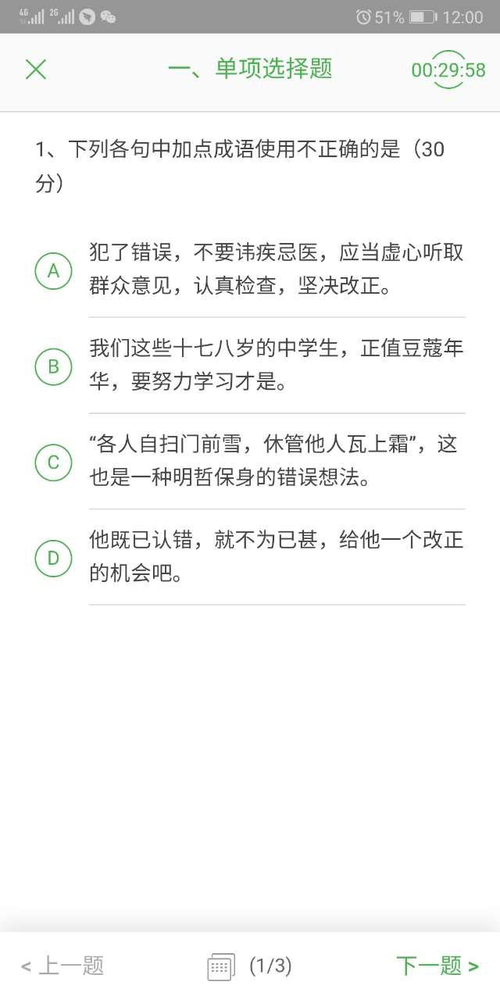 4G 2G 51% 12:00
一、单项选择题 00:29:58
1、下列各句中加点成语使用不正确的是（30
分）
A 犯了错误，不要讳疾忌医，应当虚心听取
群众意见，认真检查，坚决改正。
B 我们这些十七八岁的中学生，正值豆蔻年
华，要努力学习才是。
C “各人自扫门前雪，休管他人瓦上霜”，这
也是一种明哲保身的错误想法。
D 他既已认错，就不为已甚，给他一个改正
的机会吧。
< 上一题 (1/3) 下一题 >